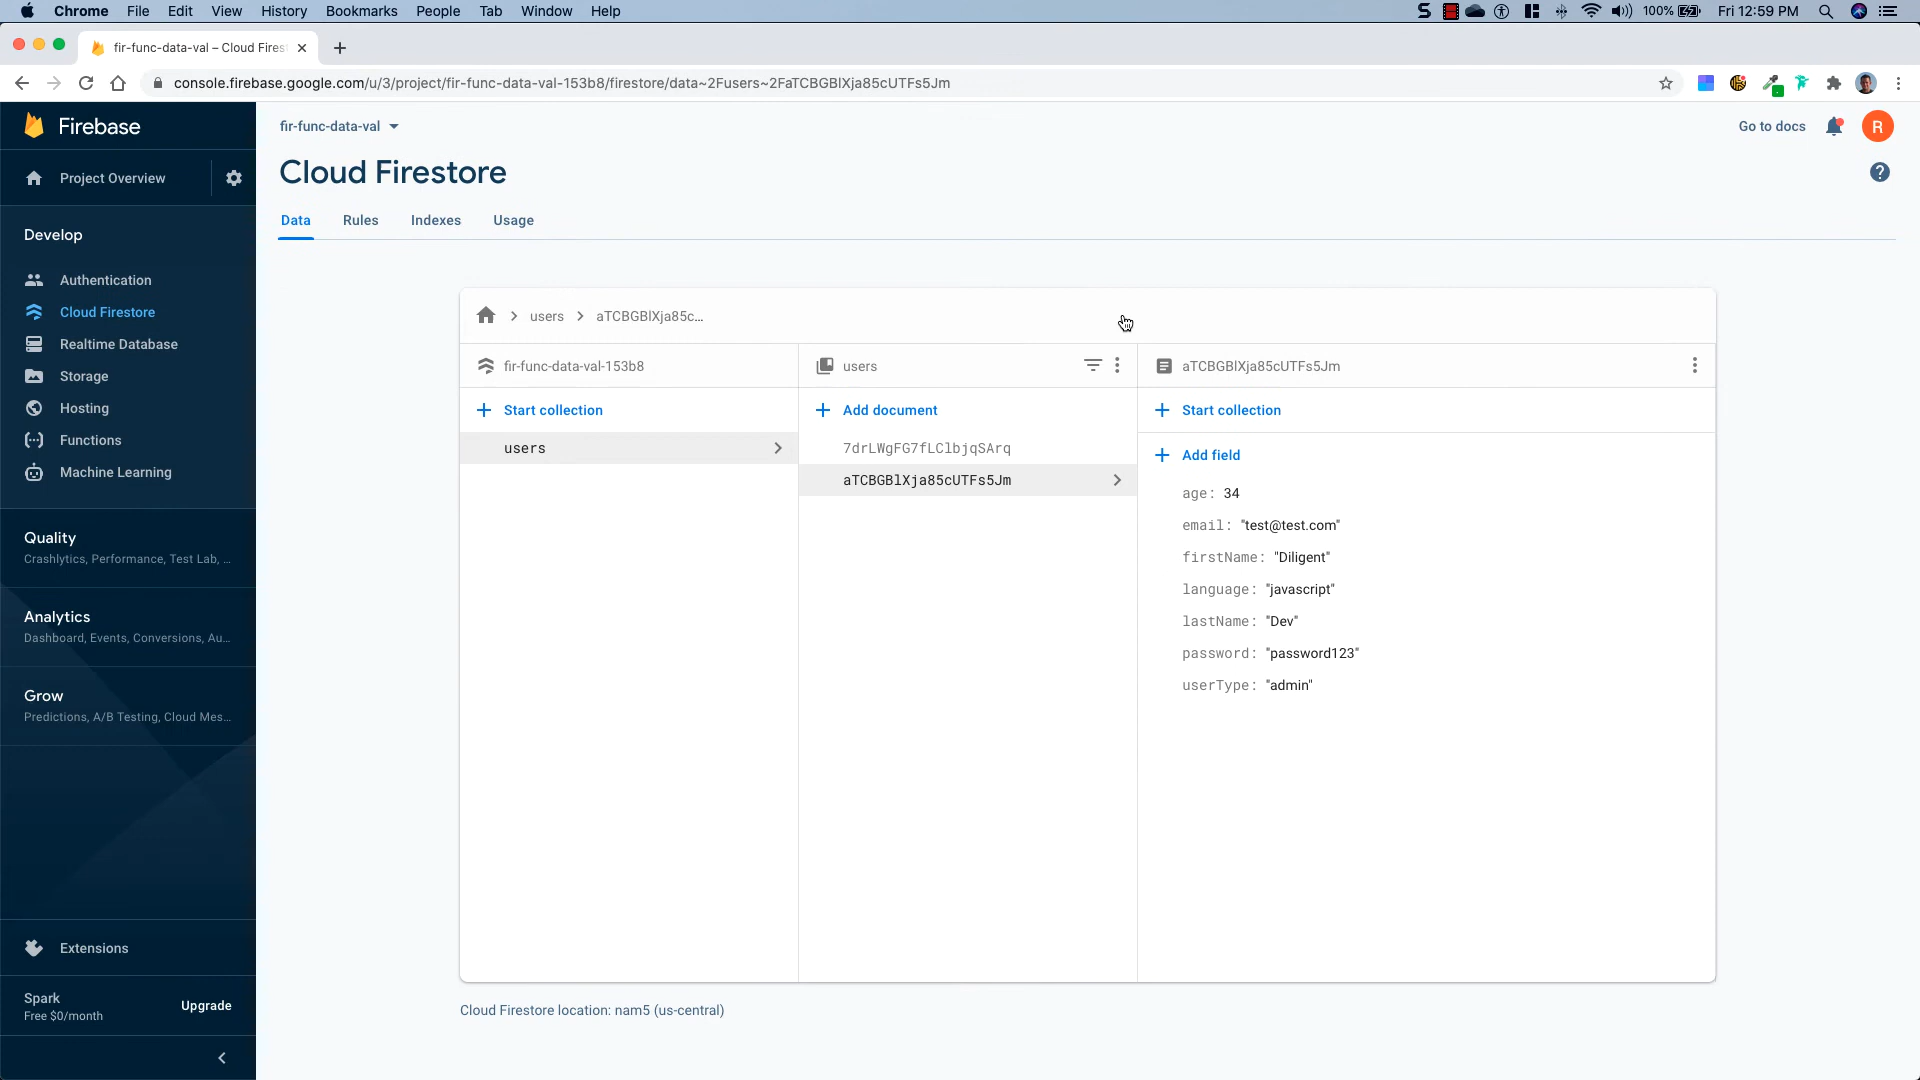 Chrome File Edit View History Bookmarks People Tab Window Help
100% Fri 12:59 PM
fir-func-data-val – Cloud Fires
console.firebase.google.com/u/3/project/fir-func-data-val-153b8/firestore/data~2Fusers~2FaTCBGBlXja85cUTFs5Jm
Firebase
fir-func-data-val
Go to docs
R
Project Overview
Cloud Firestore
?
Data Rules Indexes Usage
Develop
Authentication
Cloud Firestore
Realtime Database
Storage
Hosting
Functions
Machine Learning
Quality
Crashlytics, Performance, Test Lab, ...
Analytics
Dashboard, Events, Conversions, Au...
Grow
Predictions, A/B Testing, Cloud Mes...
Extensions
Spark
Free $0/month
Upgrade
users
aTCBGBlXja85c...
fir-func-data-val-153b8
Start collection
users
users
Add document
7drLWgFG7fLClbjqSArq
aTCBGBlXja85cUTFs5Jm
aTCBGBlXja85cUTFs5Jm
Start collection
Add field
age: 34
email: "test@test.com"
firstName: "Diligent"
language: "javascript"
lastName: "Dev"
password: "password123"
userType: "admin"
Cloud Firestore location: nam5 (us-central)